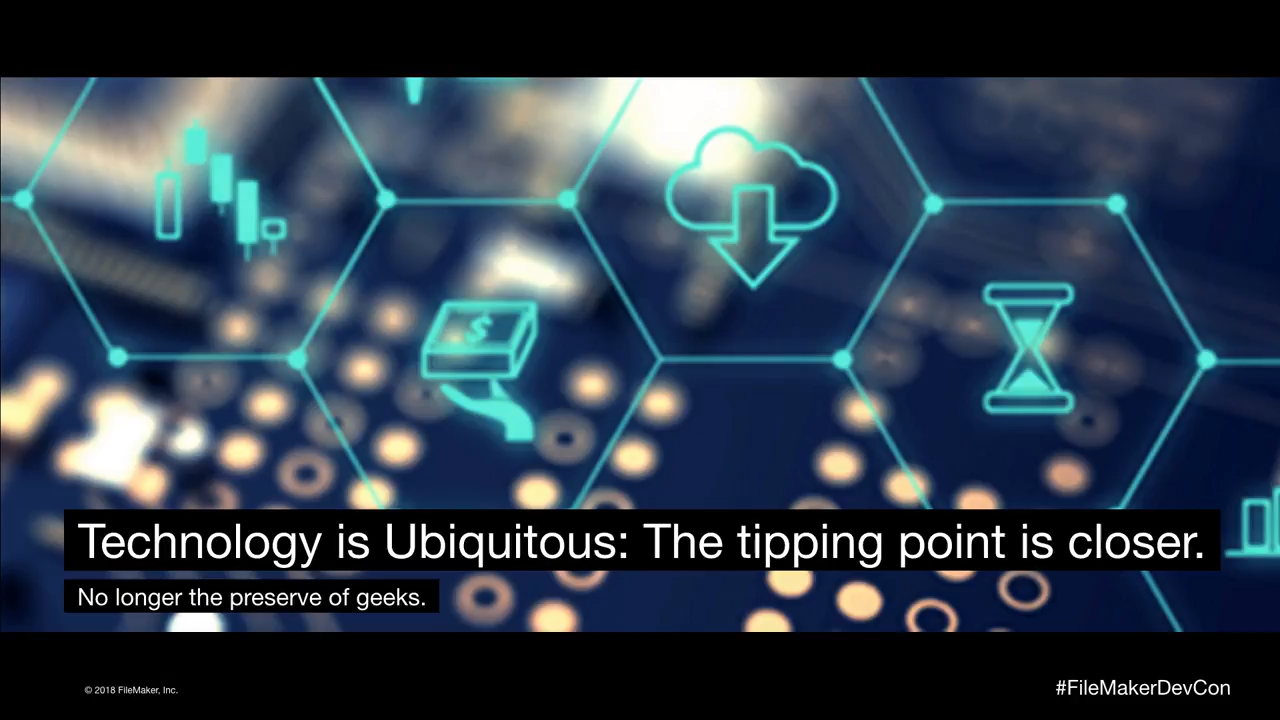 Technology is Ubiquitous: The tipping point is closer.
No longer the preserve of geeks.
© 2018 FileMaker, Inc.
#FileMakerDevCon